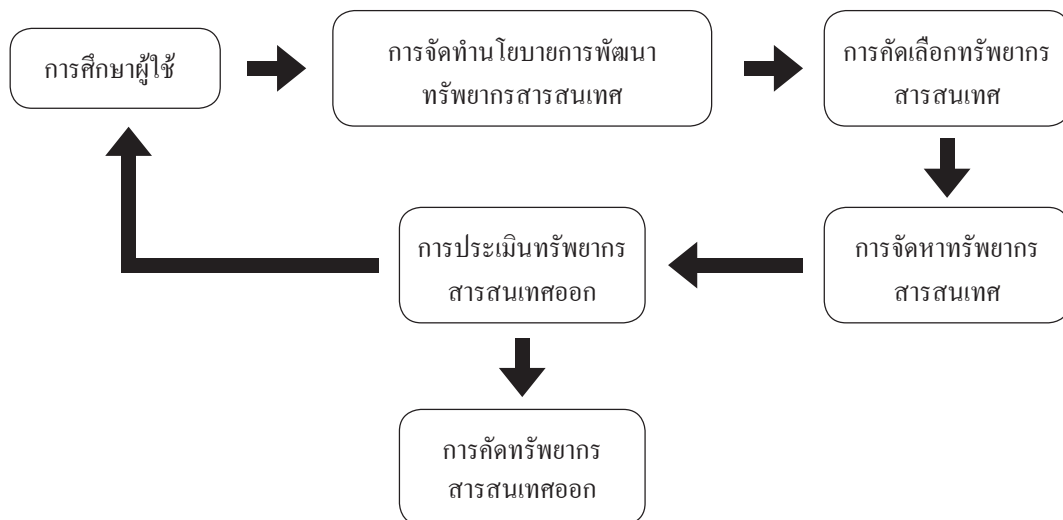 การศึกษาผู้ใช้
การจัดทำนโยบายการพัฒนา
ทรัพยากรสารสนเทศ
การคัดเลือกทรัพยากร
สารสนเทศ
การจัดหาทรัพยากร
สารสนเทศ
การประเมินทรัพยากร
สารสนเทศออก
การคัดทรัพยากร
สารสนเทศออก